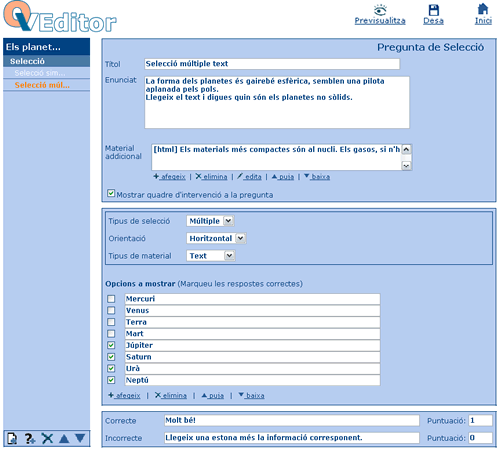 QVEditor
Previsualitza Desa Inici
Els planet...
Selecció
Selecció sim...
Selecció múl...
Pregunta de Selecció
Títol Selecció múltiple text
Enunciat La forma dels planetes és gairebé esfèrica, semblen una pilota
aplanada pels pols.
Llegeix el text i digues quin són els planetes no sòlids.
Material
addicional
[html] Els materials més compactes són al nucli. Els gasos, si n'h
afegeix | elimina | edita | puja | baixa
Mostrar quadre d'intervenció a la pregunta
Tipus de selecció Múltiple
Orientació Horitzontal
Tipus de material Text
Opcions a mostrar (Marqueu les respostes correctes)
Mercuri
Venus
Terra
Mart
Júpiter
Saturn
Urà
Neptú
afegeix | elimina | puja | baixa
Correcte Molt bé! Puntuació: 1
Incorrecte Llegeix una estona més la informació corresponent. Puntuació: 0